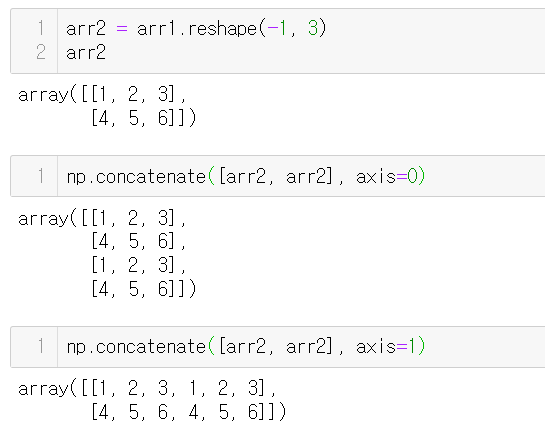 1 arr2 = arr1.reshape(-1, 3)
2 arr2
array([[1, 2, 3],
       [4, 5, 6]])
1 np.concatenate([arr2, arr2], axis=0)
array([[1, 2, 3],
       [4, 5, 6],
       [1, 2, 3],
       [4, 5, 6]])
1 np.concatenate([arr2, arr2], axis=1)
array([[1, 2, 3, 1, 2, 3],
       [4, 5, 6, 4, 5, 6]])